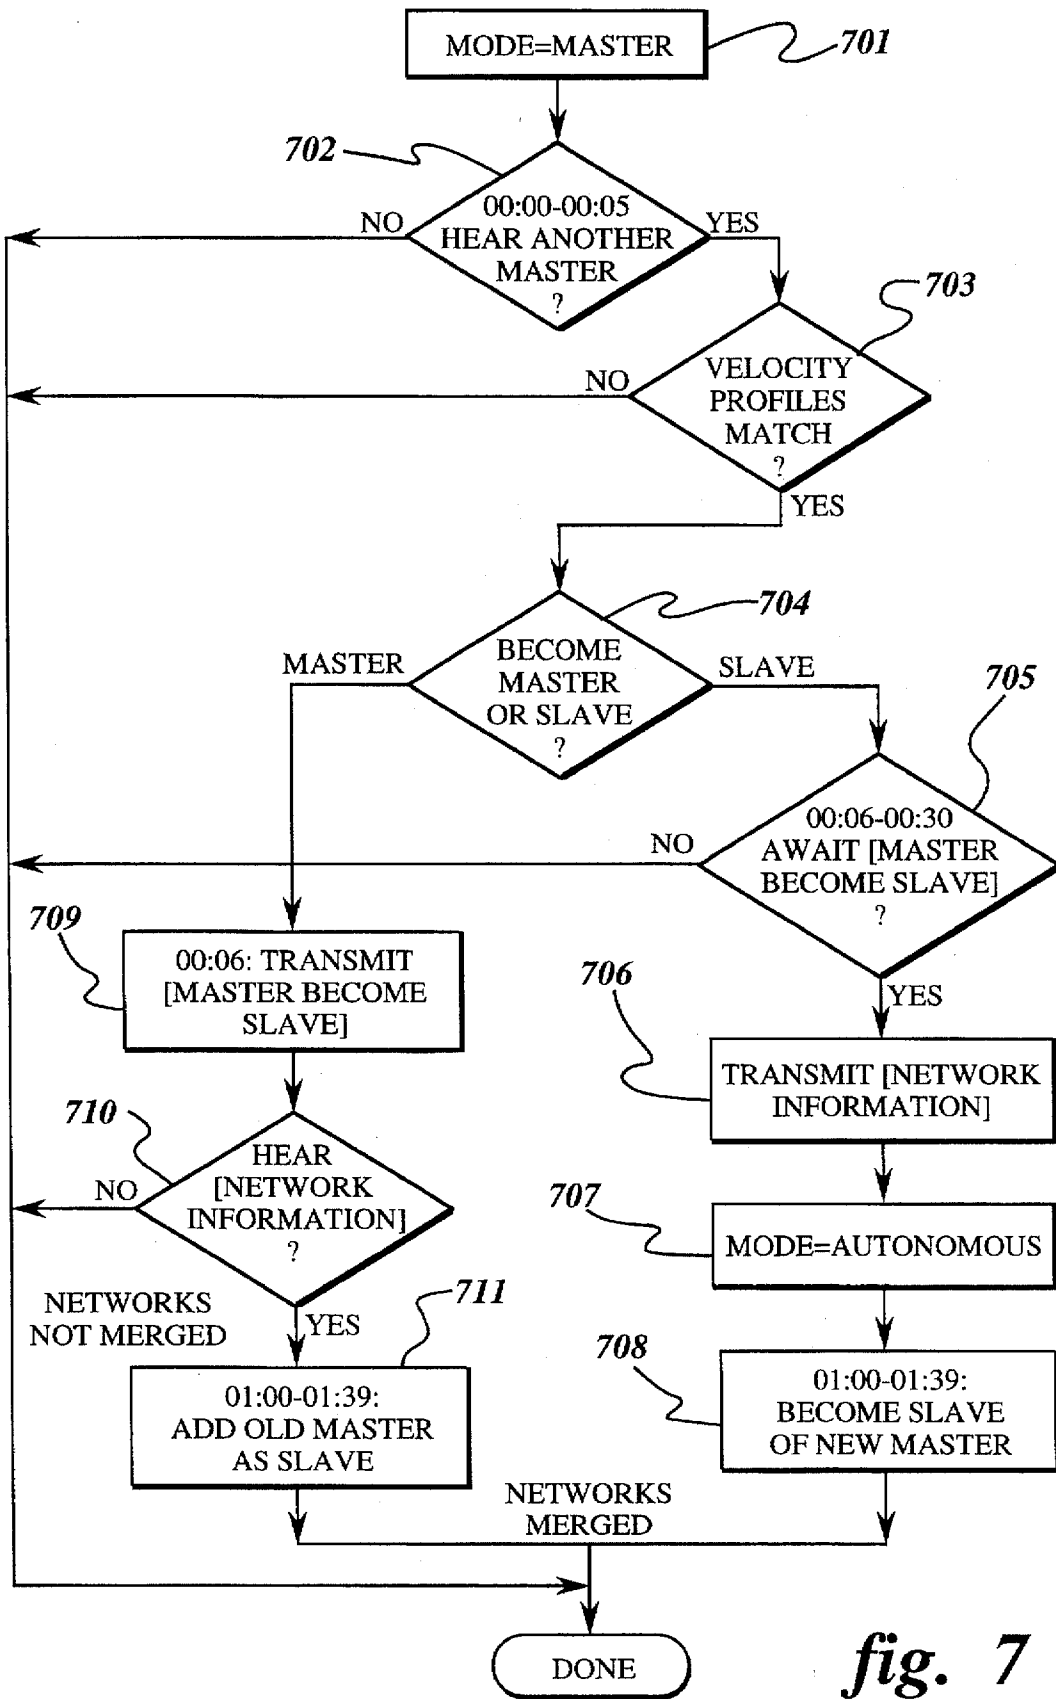 MODE=MASTER
701
702
00:00-00:05
HEAR ANOTHER
MASTER
?
NO
YES
703
VELOCITY
PROFILES
MATCH
?
NO
YES
704
BECOME
MASTER
OR SLAVE
?
MASTER
SLAVE
705
00:06-00:30
AWAIT [MASTER
BECOME SLAVE]
?
NO
YES
709
00:06: TRANSMIT
[MASTER BECOME
SLAVE]
706
TRANSMIT [NETWORK
INFORMATION]
710
HEAR
[NETWORK
INFORMATION]
?
NO
YES
707
MODE=AUTONOMOUS
NETWORKS
NOT MERGED
711
01:00-01:39:
ADD OLD MASTER
AS SLAVE
708
01:00-01:39:
BECOME SLAVE
OF NEW MASTER
NETWORKS
MERGED
DONE
fig. 7